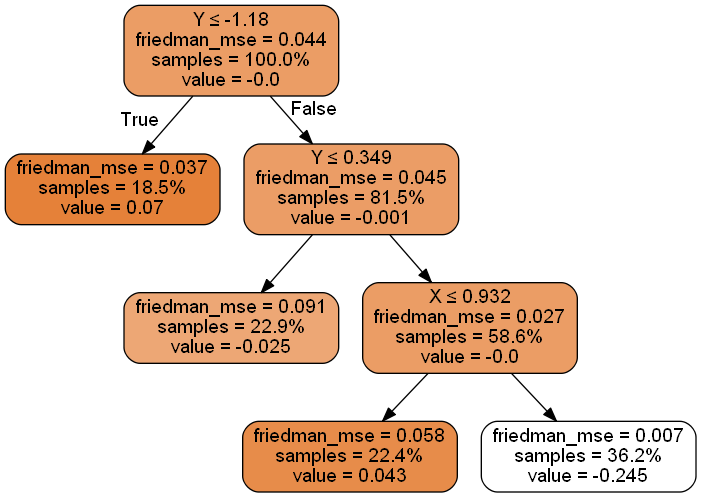 Y ≤ -1.18
friedman_mse = 0.044
samples = 100.0%
value = -0.0
True
False
friedman_mse = 0.037
samples = 18.5%
value = 0.07
Y ≤ 0.349
friedman_mse = 0.045
samples = 81.5%
value = -0.001
friedman_mse = 0.091
samples = 22.9%
value = -0.025
X ≤ 0.932
friedman_mse = 0.027
samples = 58.6%
value = -0.0
friedman_mse = 0.058
samples = 22.4%
value = 0.043
friedman_mse = 0.007
samples = 36.2%
value = -0.245